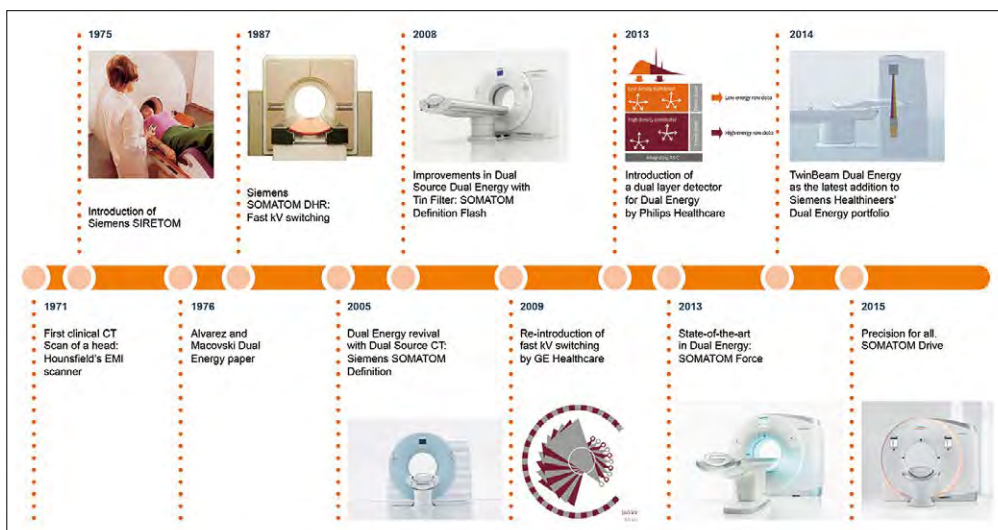 1975
Introduction of
Siemens SIRETOM
1987
Siemens
SOMATOM DHR:
Fast kV switching
2008
Improvements in Dual
Source Dual Energy with
Tin Filter: SOMATOM
Definition Flash
2013
Low energy raw data
High energy raw data
Introduction of
a dual layer detector
for Dual Energy
by Philips Healthcare
2014
TwinBeam Dual Energy
as the latest addition to
Siemens Healthineers'
Dual Energy portfolio
1971
First clinical CT
Scan of a head:
Hounsfield's EMI
scanner
1976
Alvarez and
Macovski Dual
Energy paper
2005
Dual Energy revival
with Dual Source CT:
Siemens SOMATOM
Definition
2009
Re-introduction of
fast kV switching
by GE Healthcare
2013
State-of-the-art
in Dual Energy:
SOMATOM Force
2015
Precision for all.
SOMATOM Drive